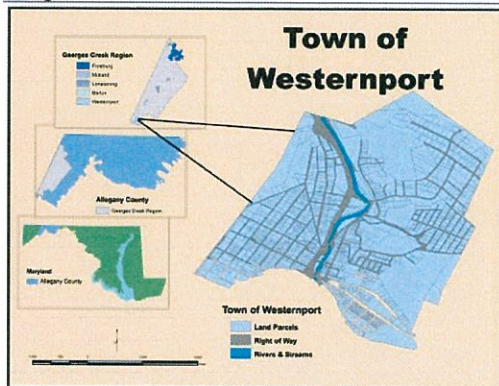 Town of
Westernport
Georges Creek Region
Frostburg
Midland
Lonaconing
Barton
Westernport
Allegany County
Georges Creek Region
Maryland
Allegany County
Town of Westernport
Land Parcels
Right of Way
Rivers & Streams